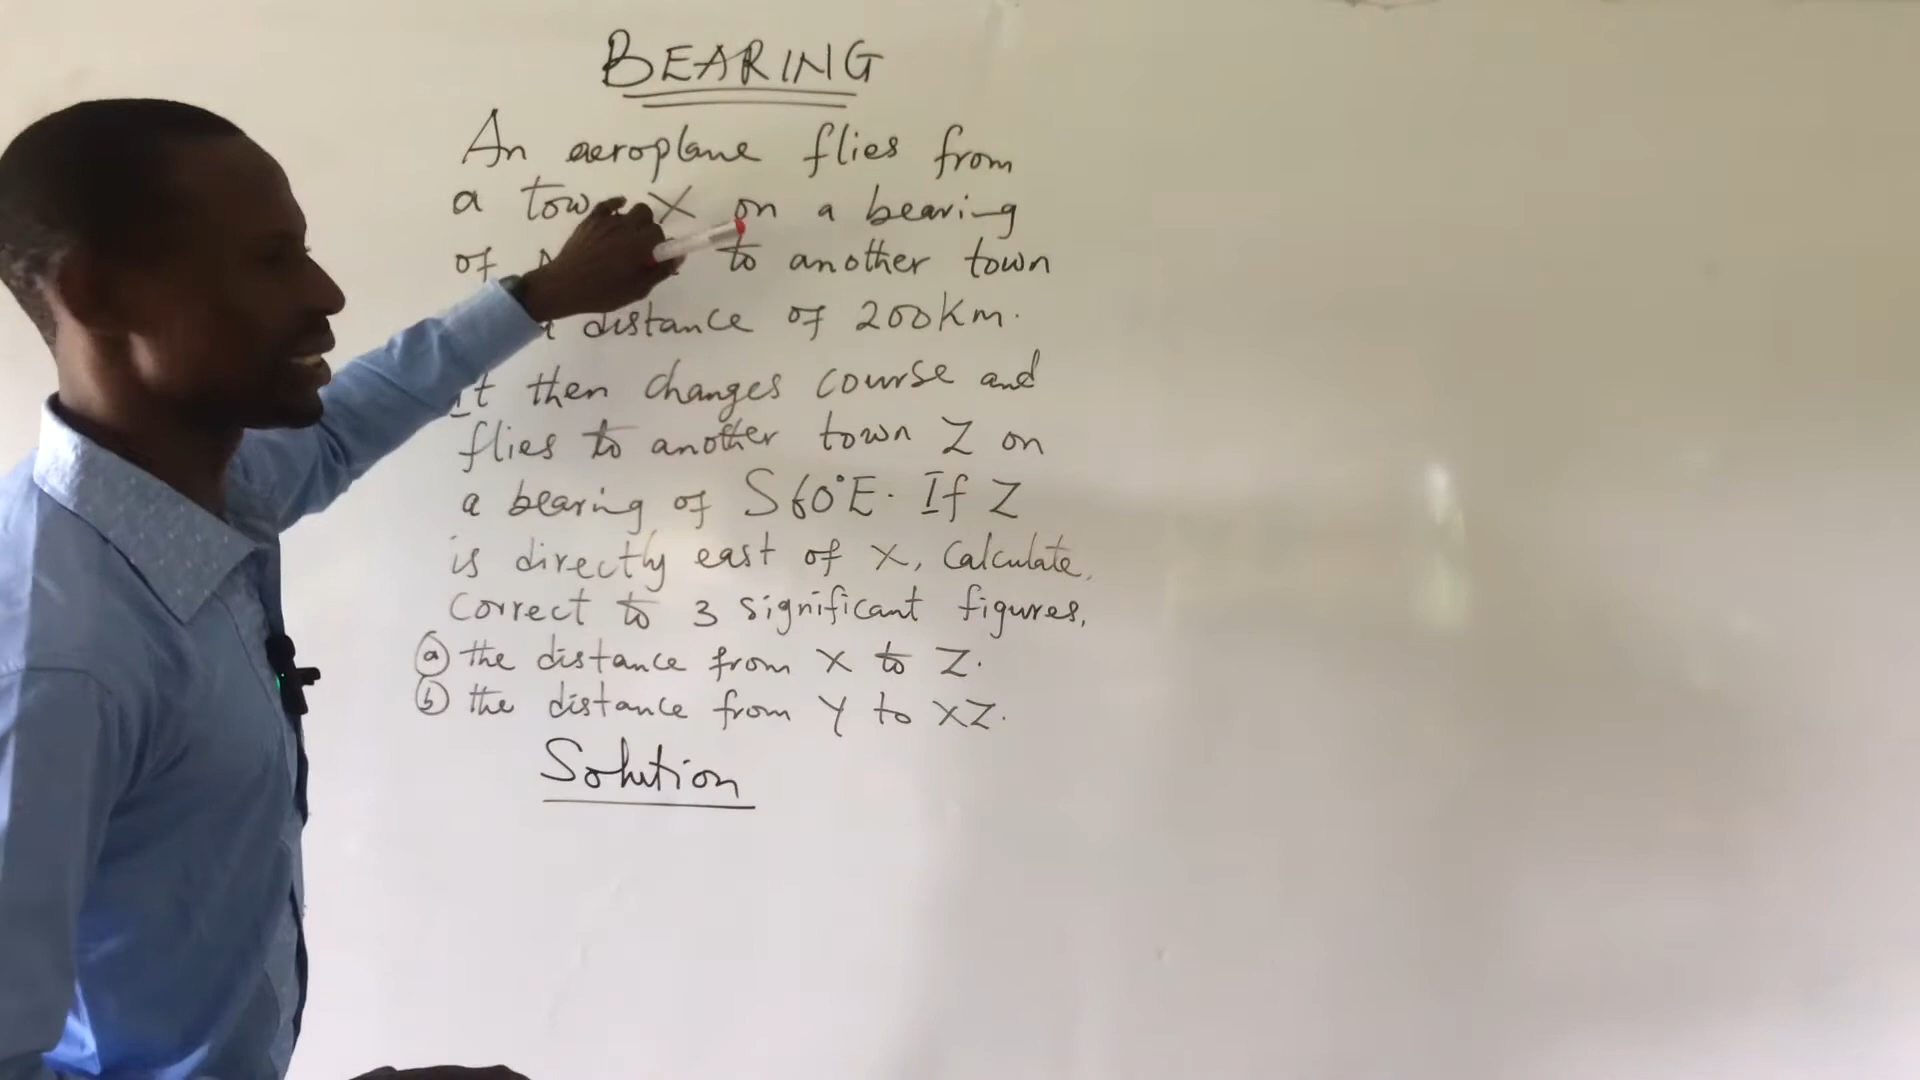 BEARING
An aeroplane flies from
a town X on a bearing
of to another town
distance of 200km.
It then changes course and
flies to another town Z on
a bearing of S60°E. If Z
is directly east of X, Calculate,
Correct to 3 significant figures,
(a) the distance from X to Z.
(b) the distance from Y to XZ.
Solution